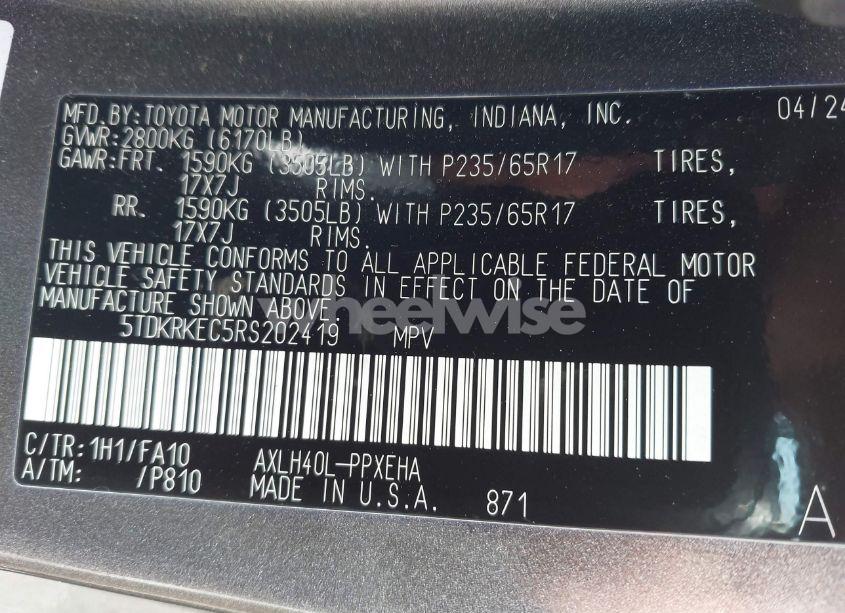 MFD.BY:TOYOTA MOTOR MANUFACTURING, INDIANA, INC. 04/24
GVWR:2800KG (6170LB)
GAWR:FRT. 1590KG (3505LB) WITH P235/65R17 TIRES,
17X7J RIMS.
RR. 1590KG (3505LB) WITH P235/65R17 TIRES,
17X7J RIMS.
THIS VEHICLE CONFORMS TO ALL APPLICABLE FEDERAL MOTOR
VEHICLE SAFETY STANDARDS IN EFFECT ON THE DATE OF
MANUFACTURE SHOWN ABOVE.
wheelwise
5TDKRKEC5RS202419 MPV
C/TR:1H1/FA10 AXLH40L-PPXEHA
A/TM: /P810 MADE IN U.S.A. 871 A